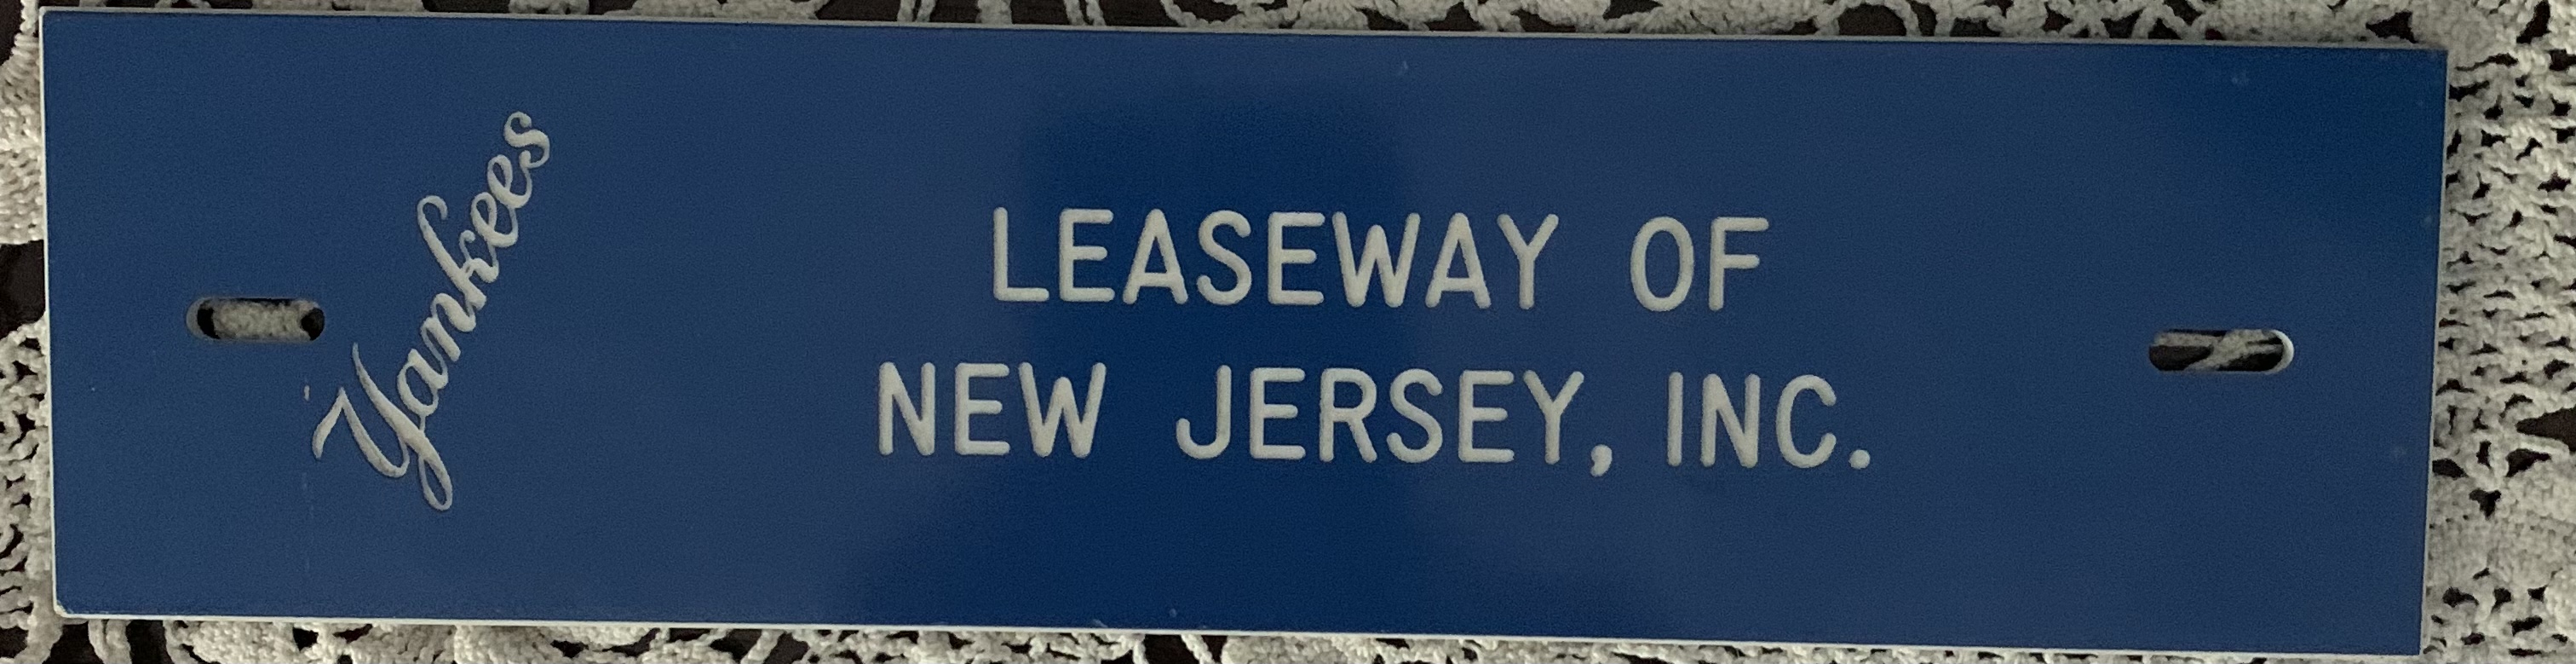 Yankees
LEASEWAY OF
NEW JERSEY, INC.